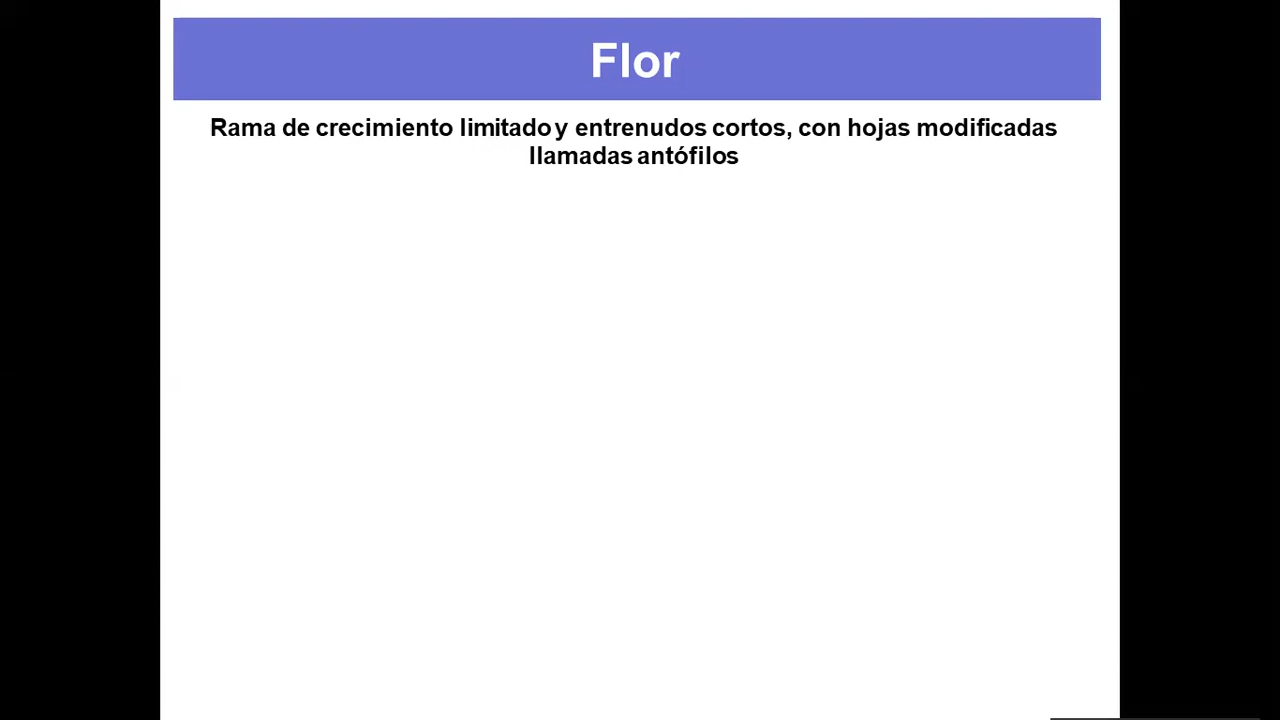 Flor
Rama de crecimiento limitado y entrenudos cortos, con hojas modificadas
llamadas antófilos